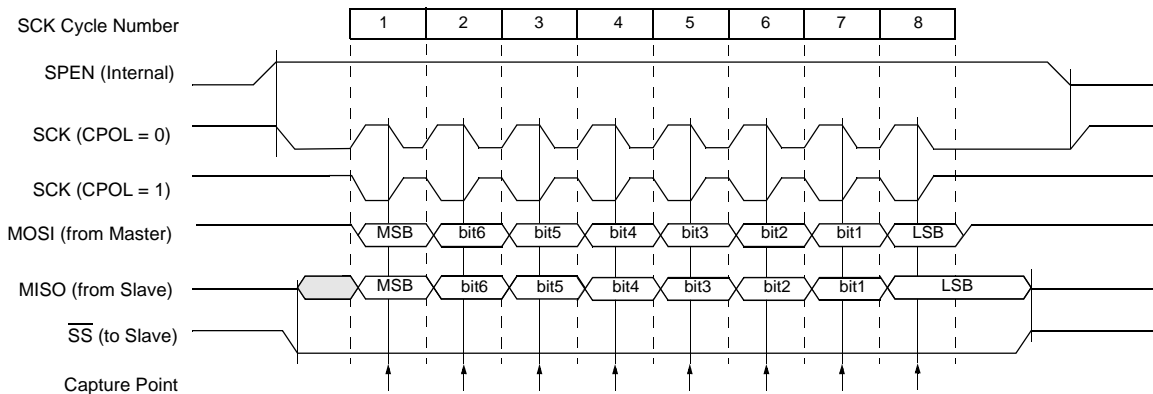 SCK Cycle Number 1 2 3 4 5 6 7 8
SPEN (Internal)
SCK (CPOL = 0)
SCK (CPOL = 1)
MOSI (from Master) MSB bit6 bit5 bit4 bit3 bit2 bit1 LSB
MISO (from Slave) MSB bit6 bit5 bit4 bit3 bit2 bit1 LSB
S̅S̅ (to Slave)
Capture Point